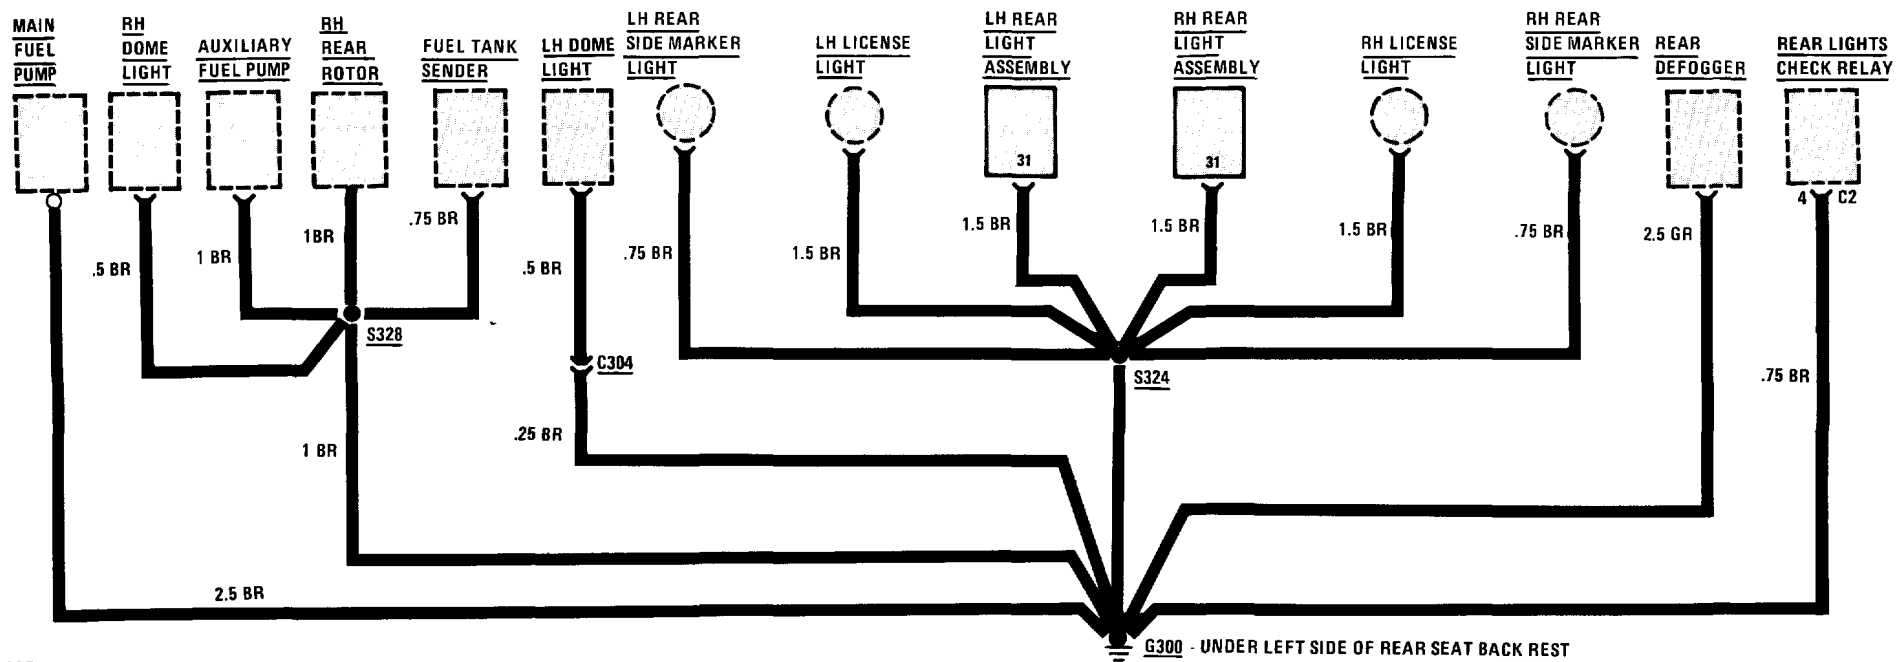 MAIN
FUEL
PUMP
RH
DOME
LIGHT
AUXILIARY
FUEL PUMP
RH
REAR
ROTOR
FUEL TANK
SENDER
LH DOME
LIGHT
LH REAR
SIDE MARKER
LIGHT
LH LICENSE
LIGHT
LH REAR
LIGHT
ASSEMBLY
RH REAR
LIGHT
ASSEMBLY
RH LICENSE
LIGHT
RH REAR
SIDE MARKER
LIGHT
REAR
DEFOGGER
REAR LIGHTS
CHECK RELAY
31
31
4
C2
.5 BR
1 BR
1BR
.75 BR
.5 BR
.75 BR
1.5 BR
1.5 BR
1.5 BR
1.5 BR
.75 BR
2.5 GR
S328
C304
S324
.75 BR
1 BR
.25 BR
2.5 BR
G300 - UNDER LEFT SIDE OF REAR SEAT BACK REST